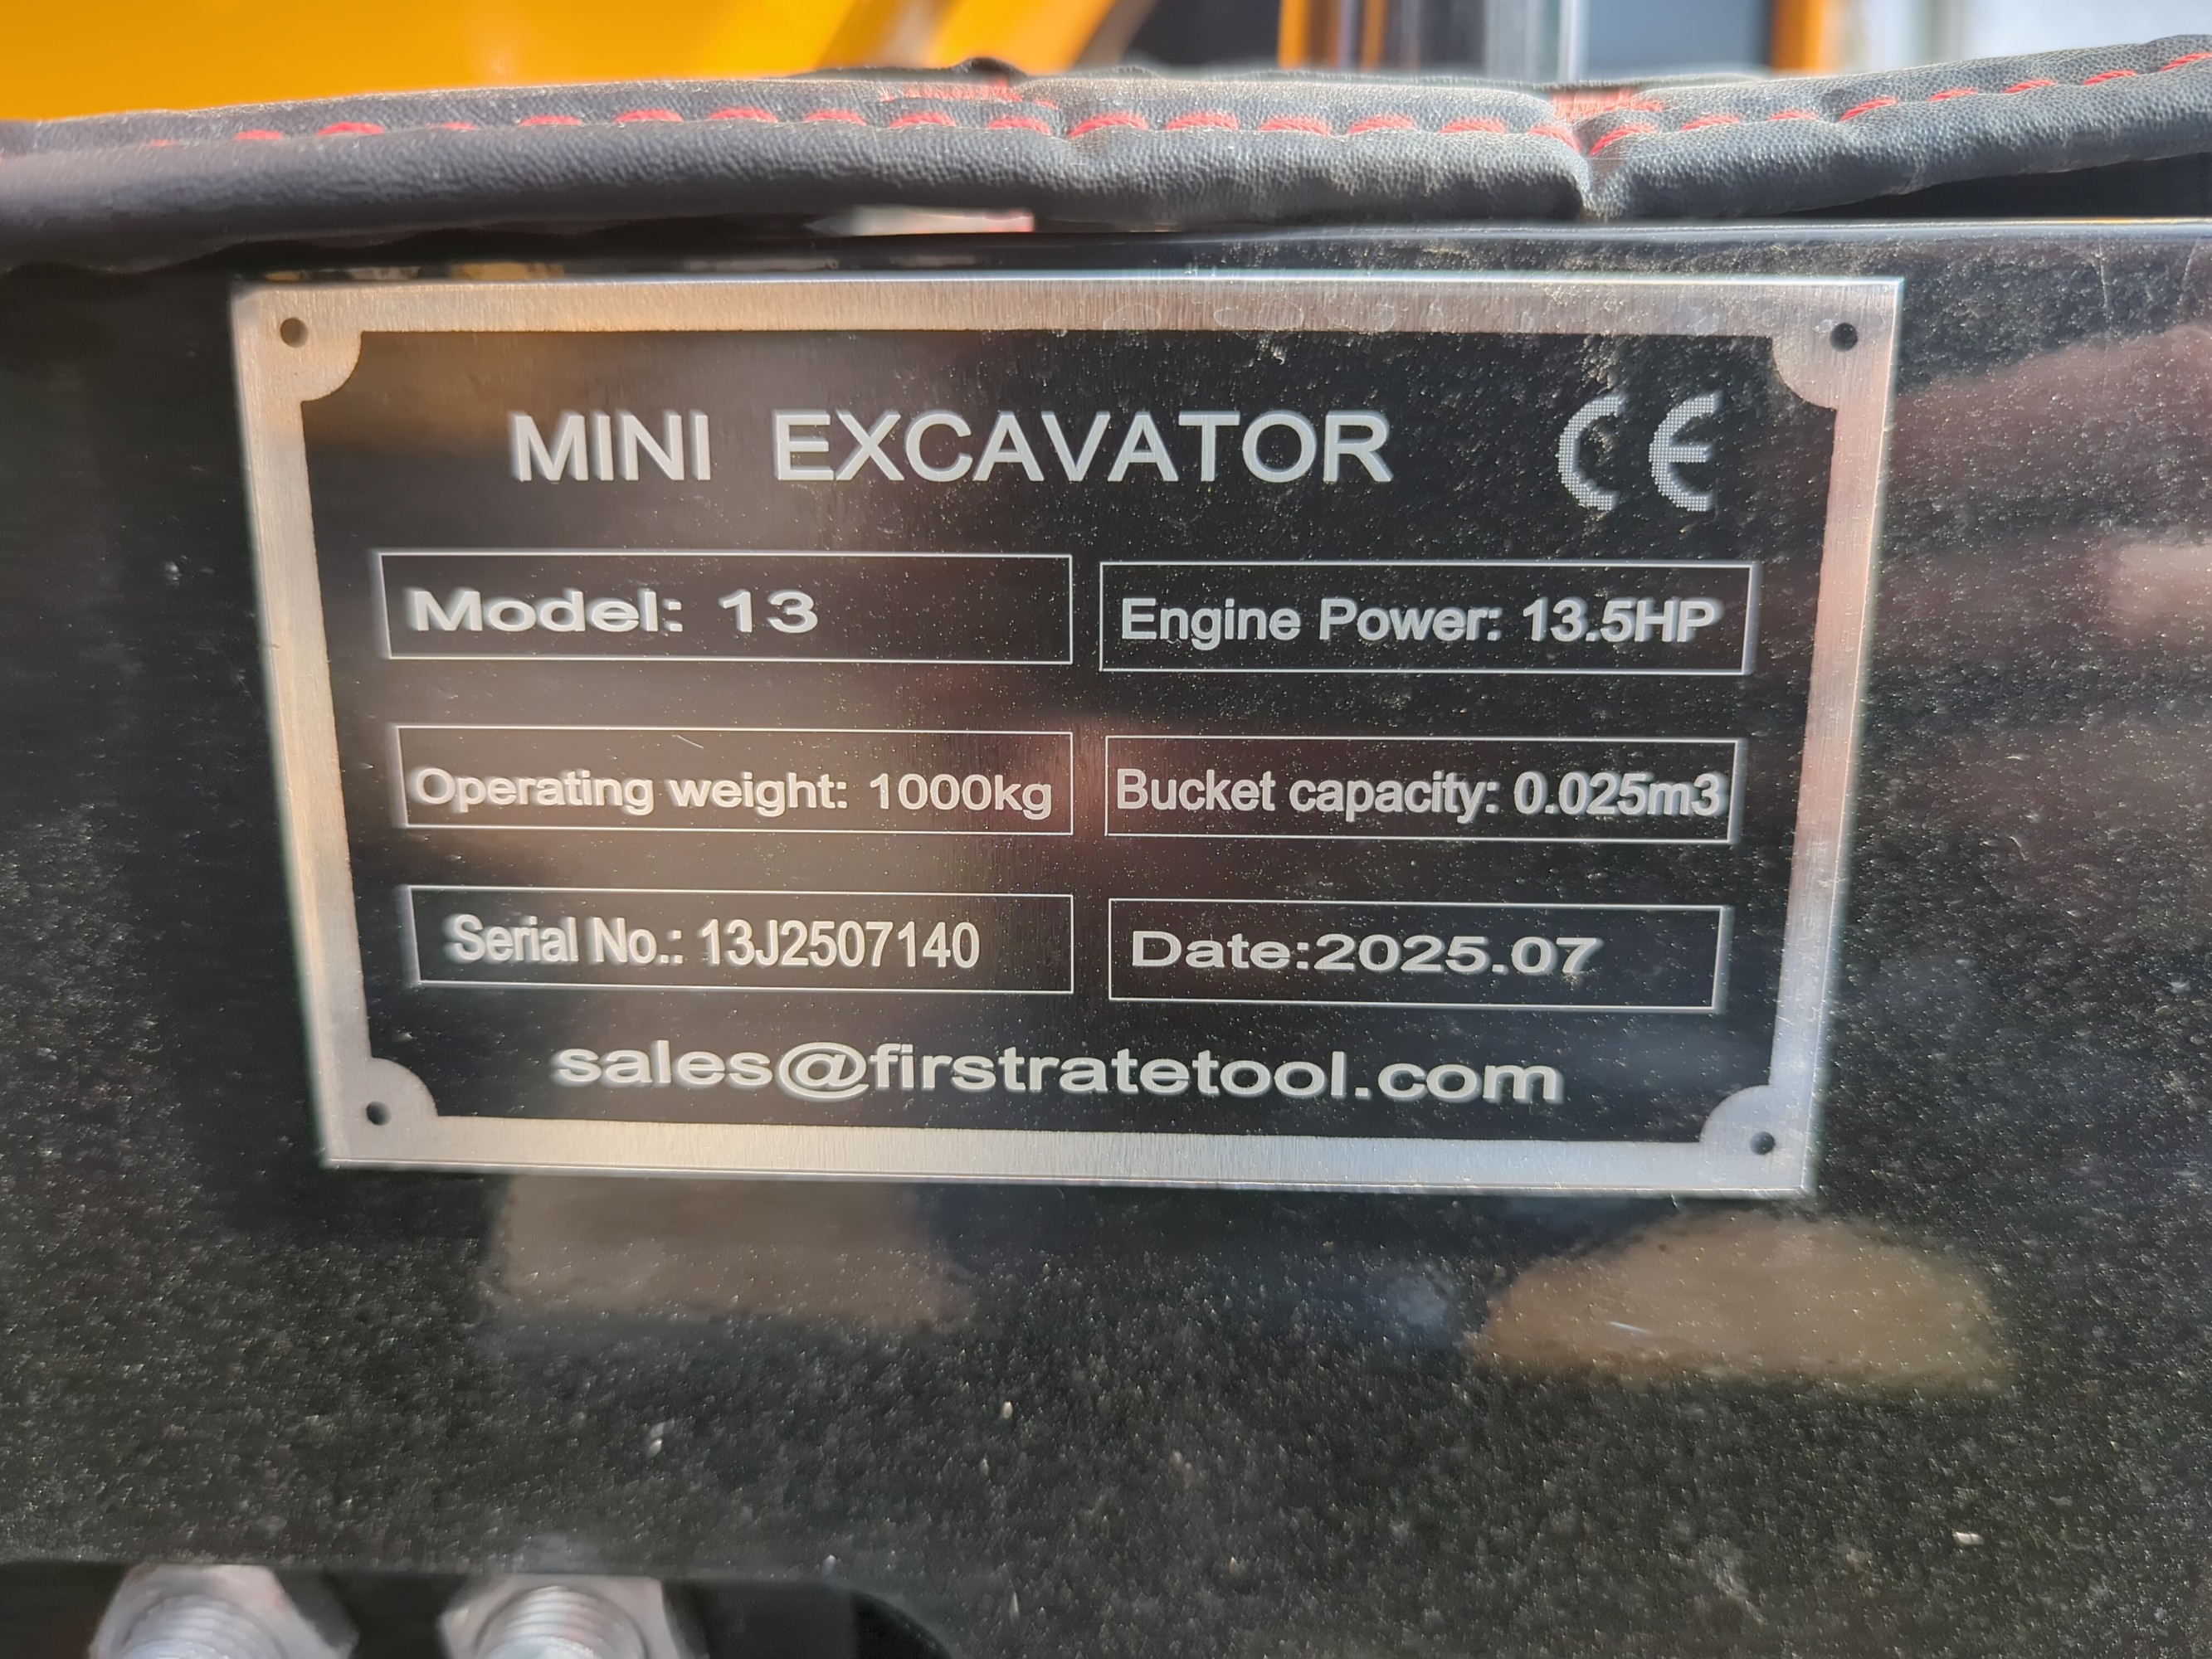 MINI EXCAVATOR CE
Model: 13
Engine Power: 13.5HP
Operating weight: 1000kg
Bucket capacity: 0.025m3
Serial No.: 13J2507140
Date:2025.07
sales@firstratetool.com